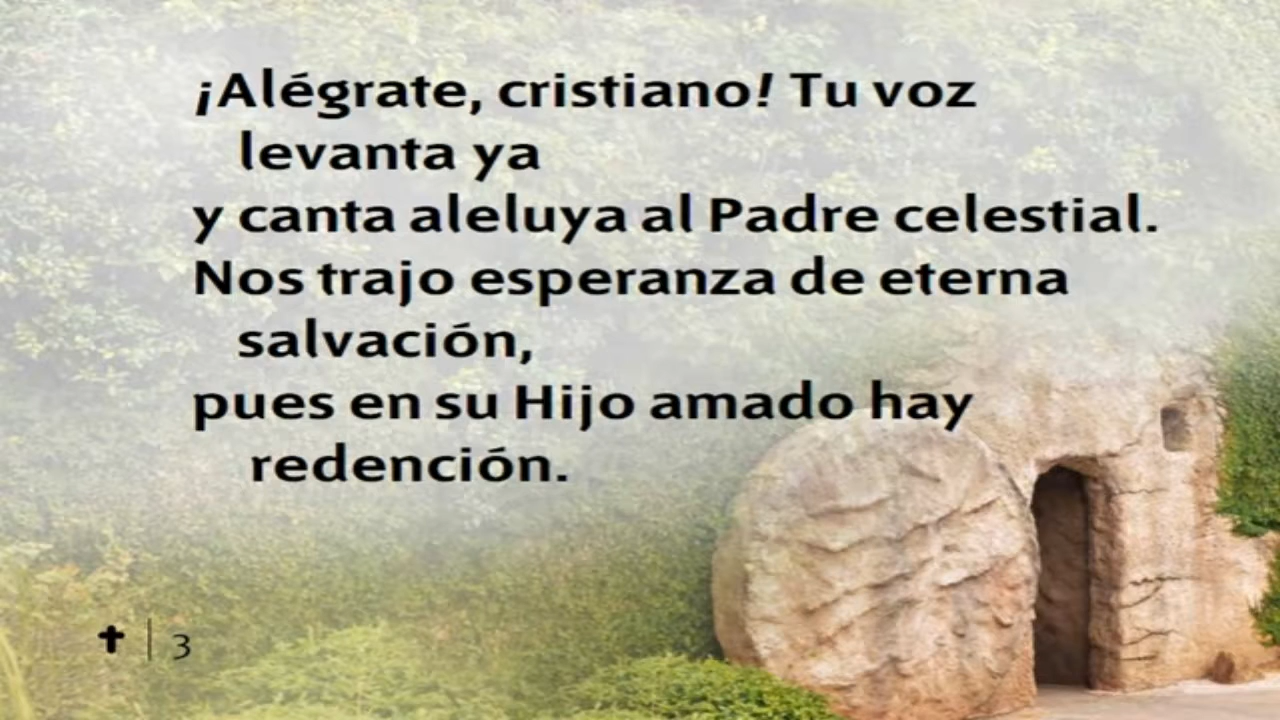 ¡Alégrate, cristiano! Tu voz
levanta ya
y canta aleluya al Padre celestial.
Nos trajo esperanza de eterna
salvación,
pues en su Hijo amado hay
redención.
3